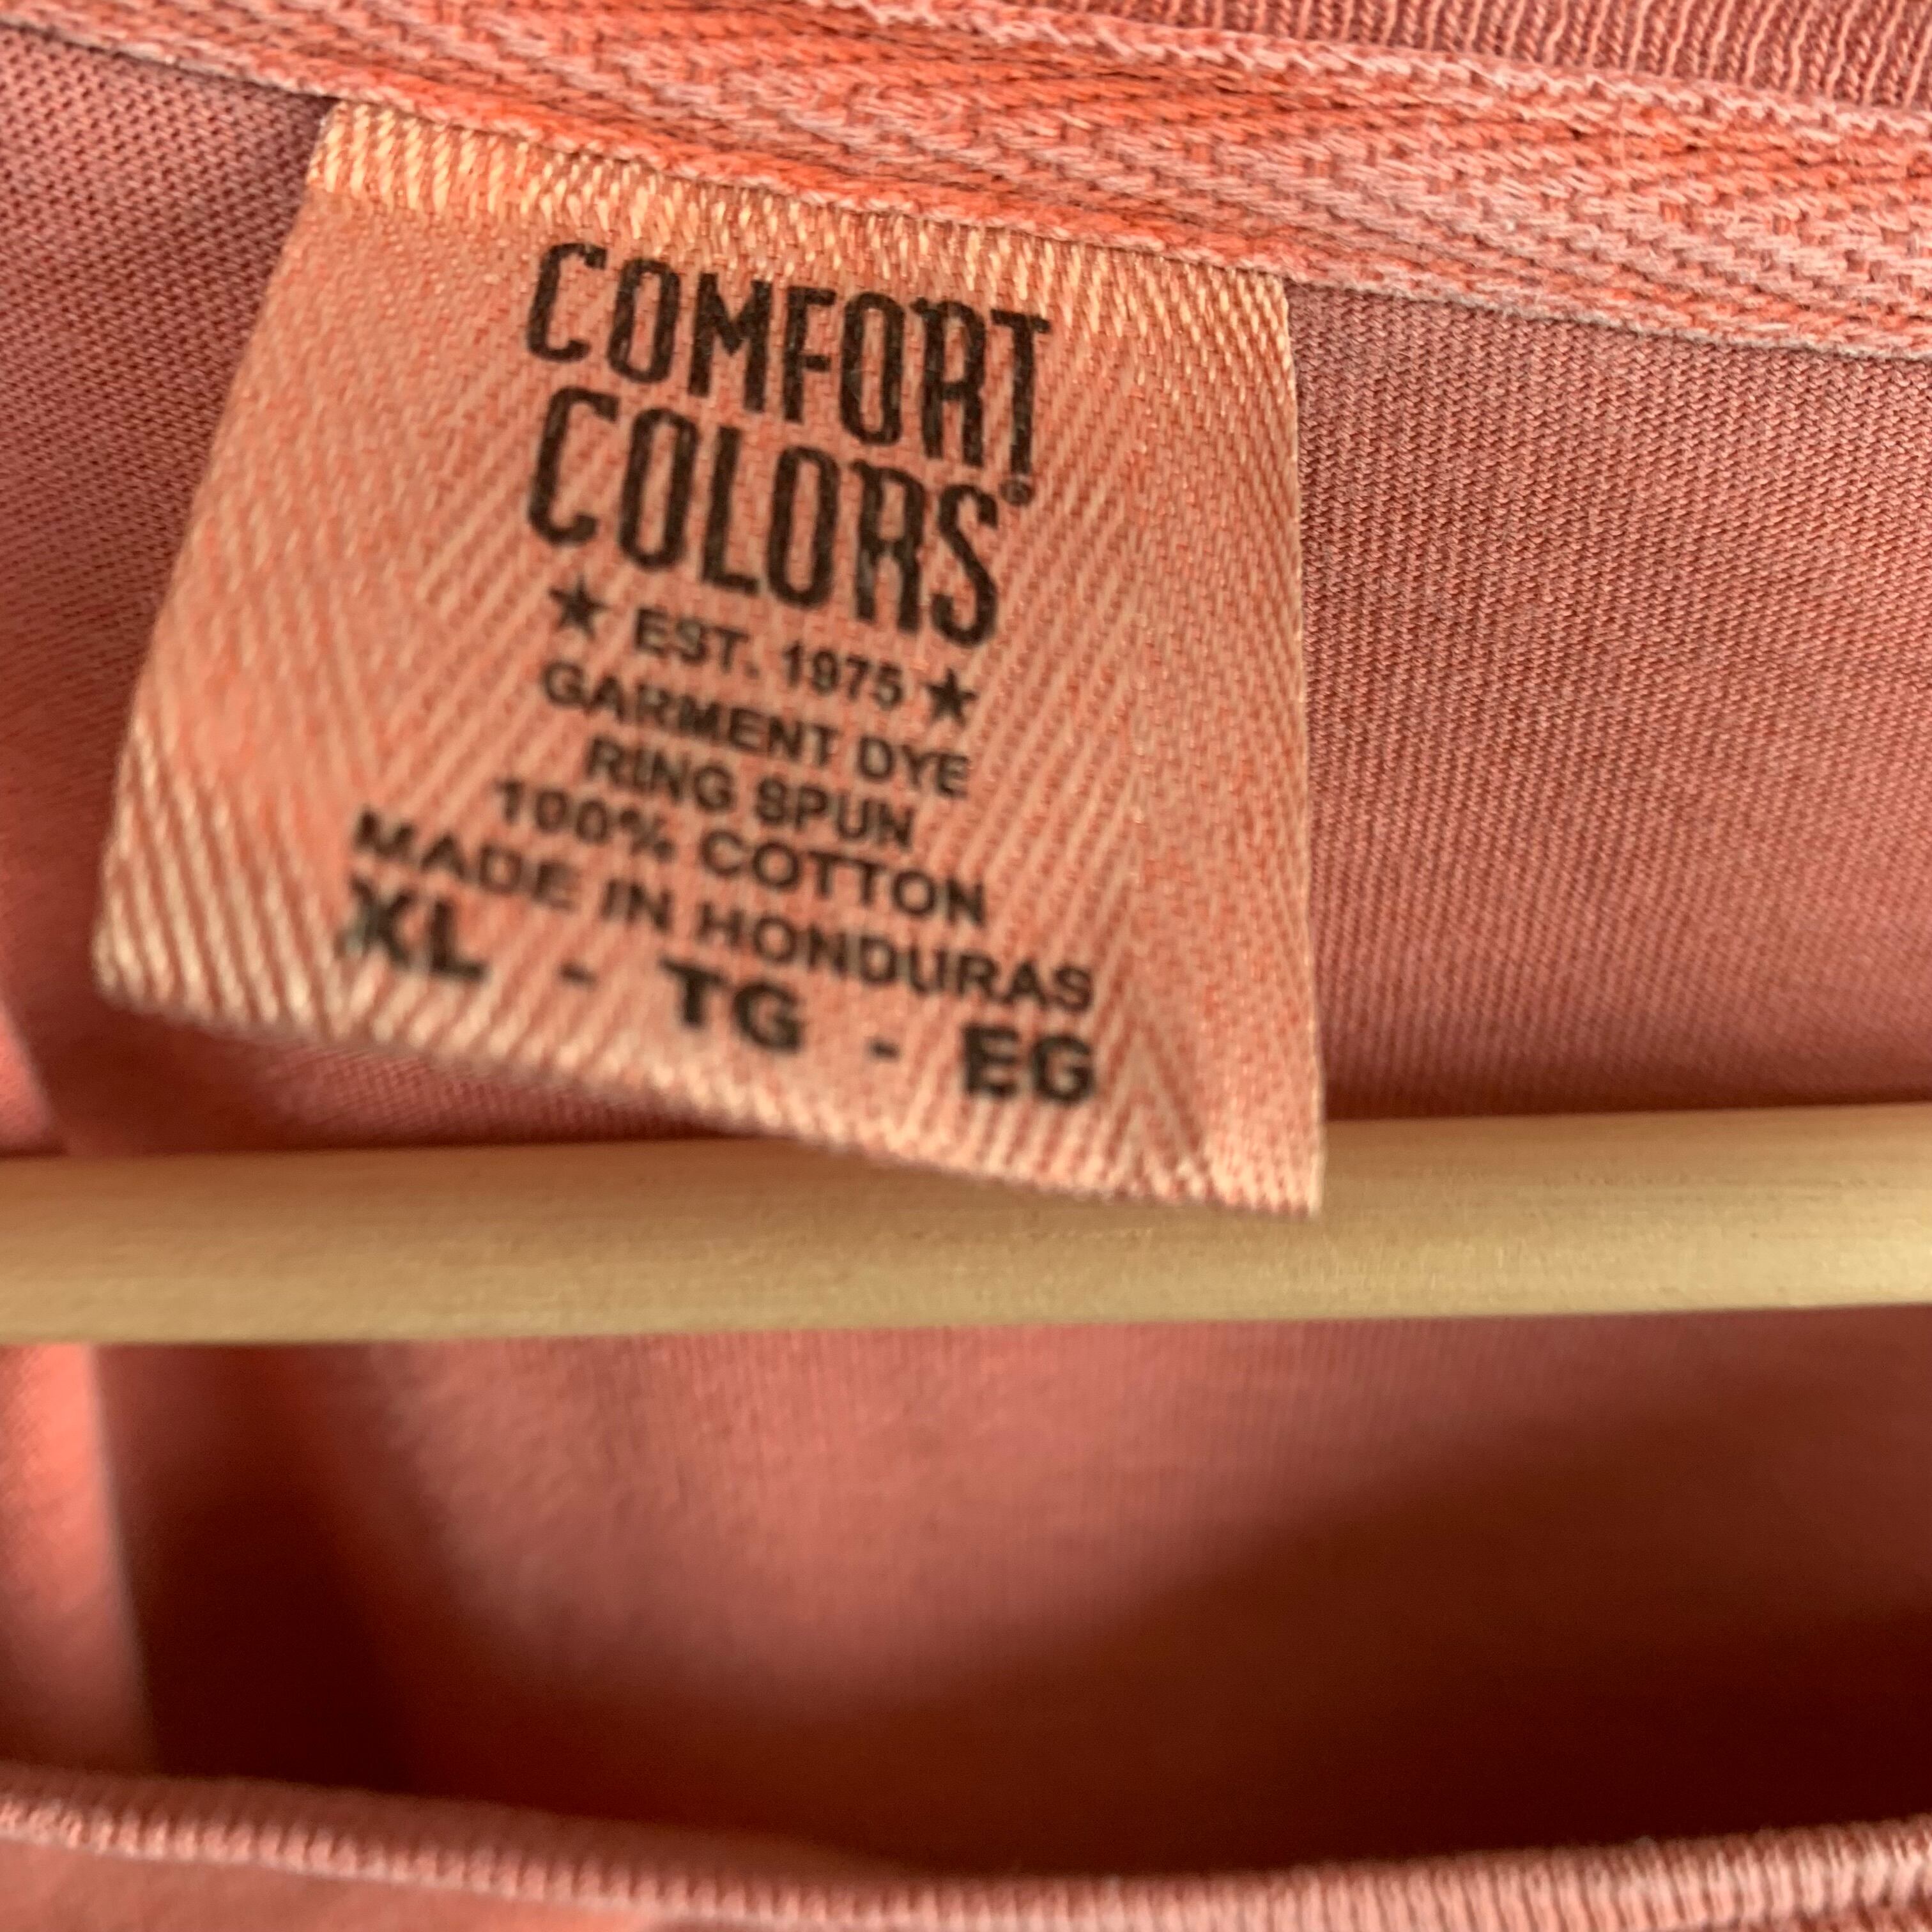 COMFORT
COLORS®
★ EST. 1975 ★
GARMENT DYE
RING SPUN
100% COTTON
MADE IN HONDURAS
XL - TG - EG